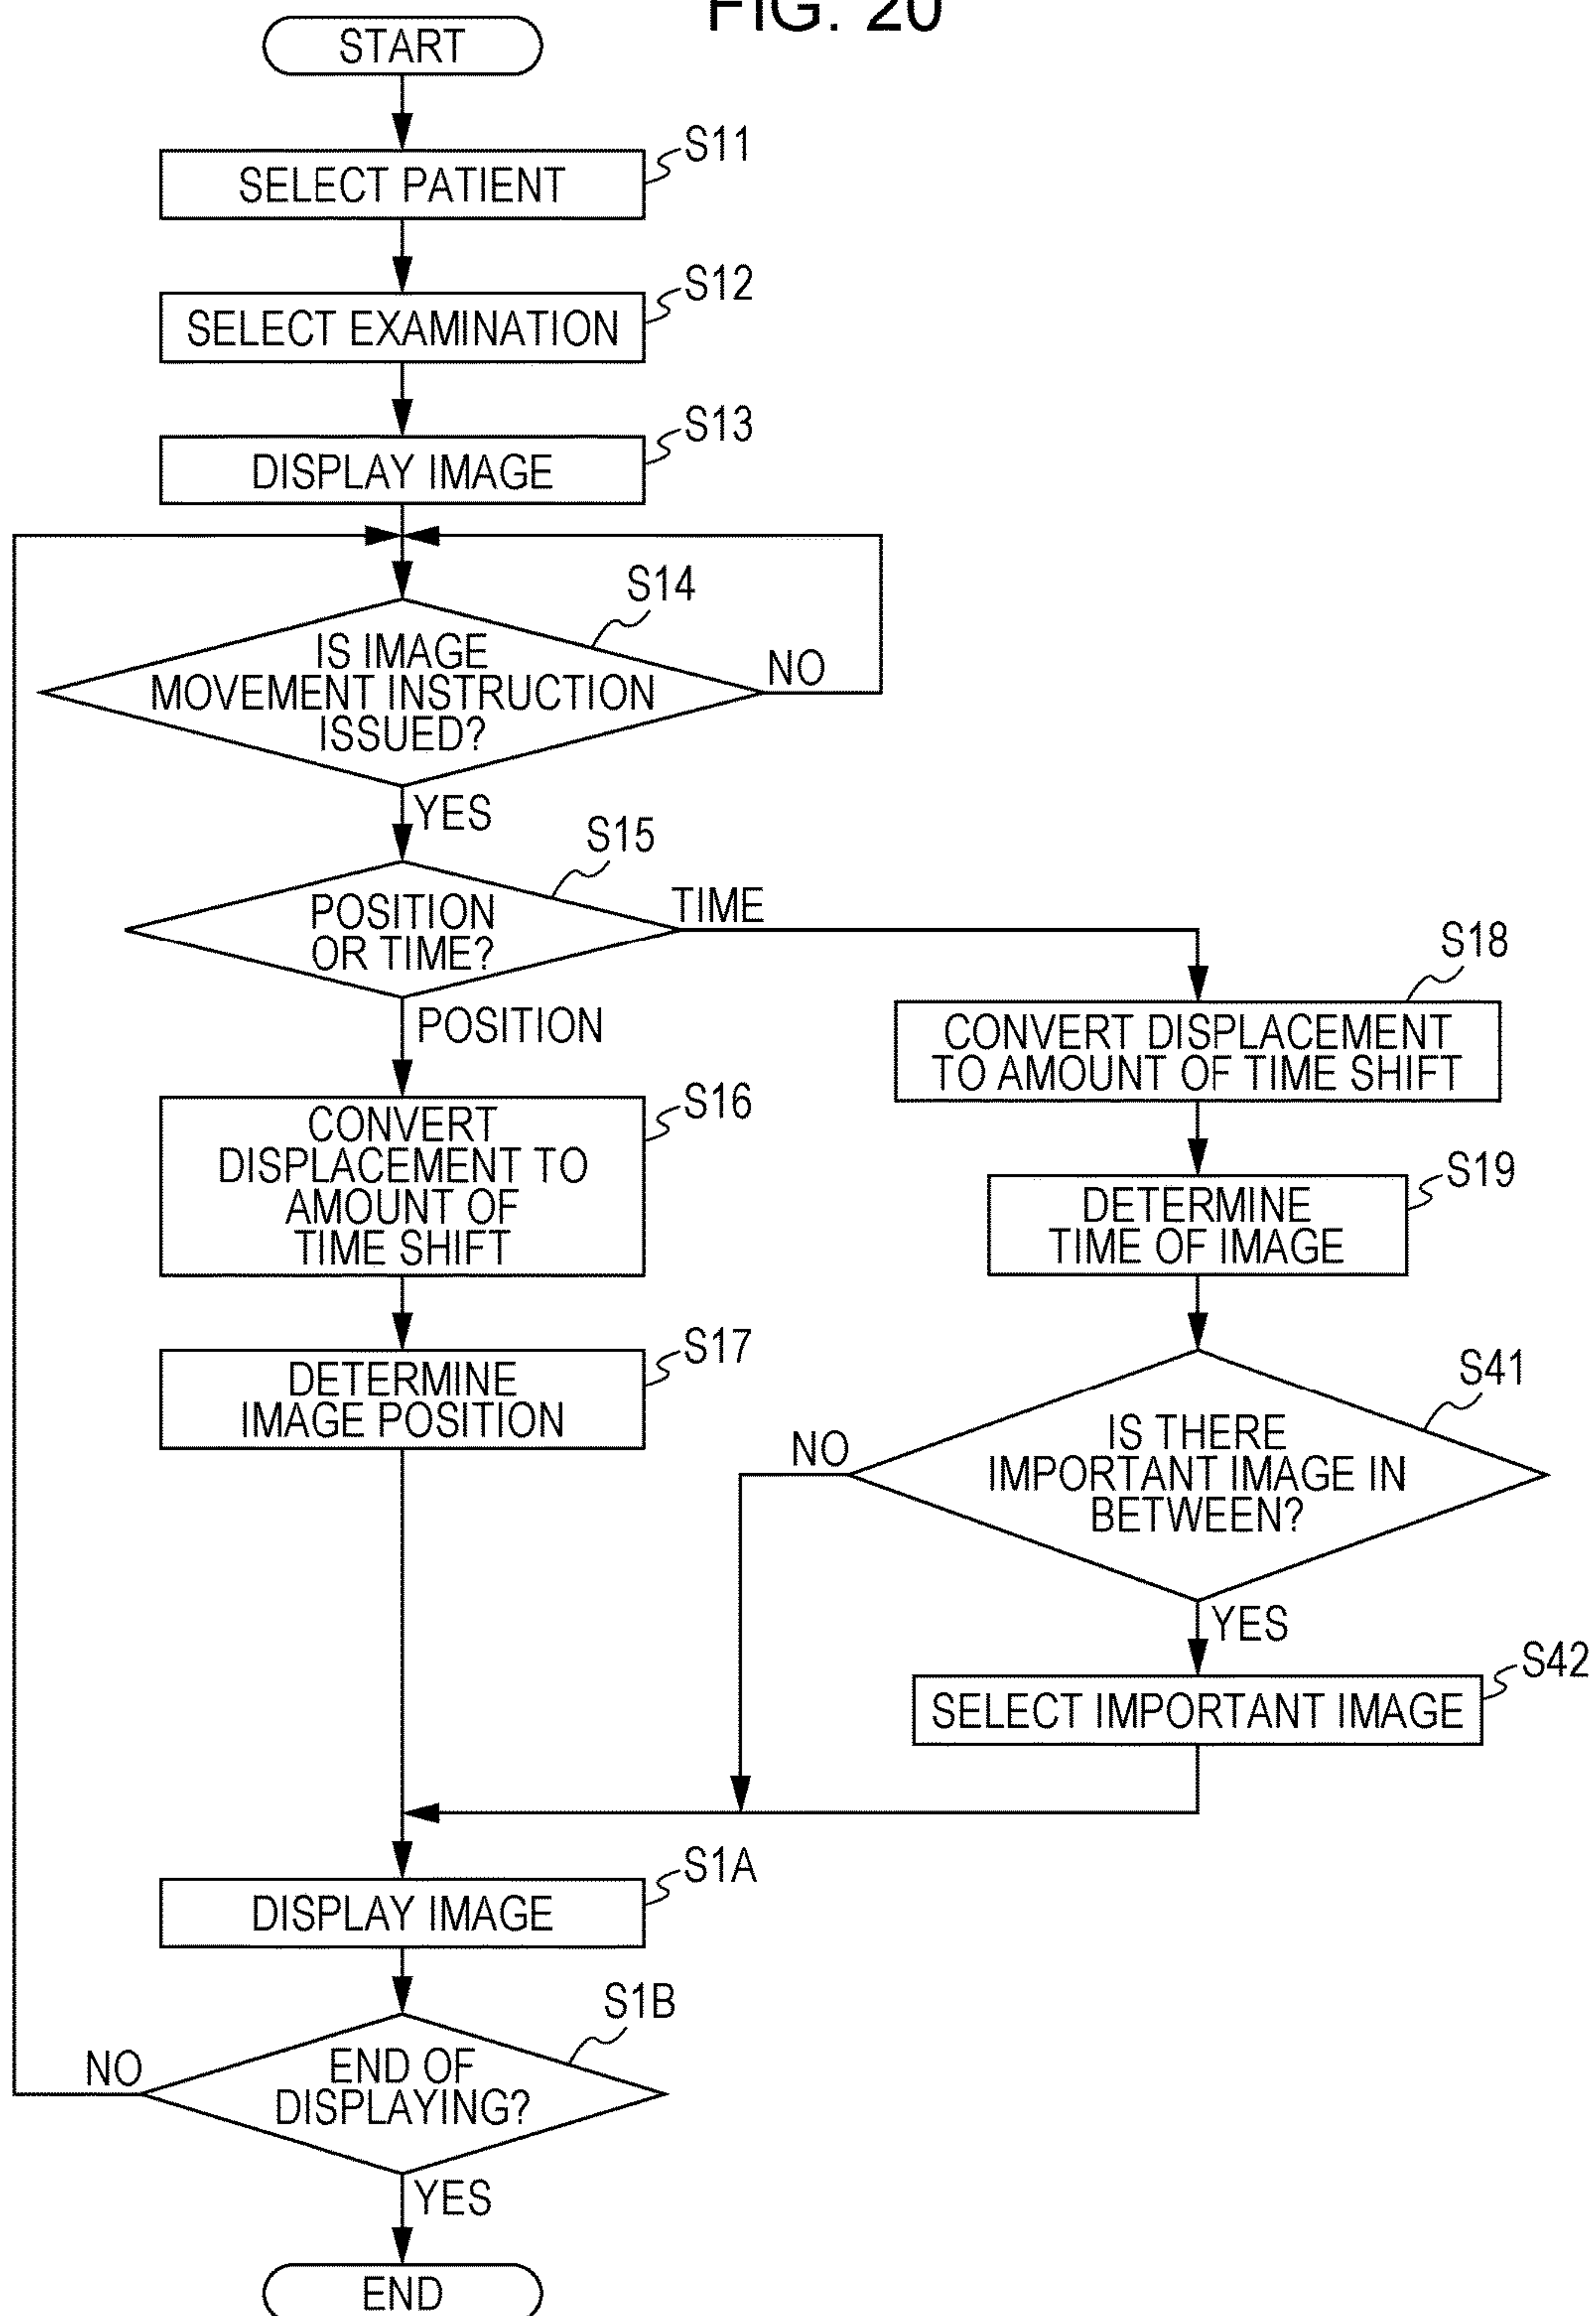 FIG. 20
START
S11
SELECT PATIENT
S12
SELECT EXAMINATION
S13
DISPLAY IMAGE
S14
IS IMAGE
MOVEMENT INSTRUCTION
ISSUED?
NO
YES
S15
POSITION
OR TIME?
TIME
POSITION
S16
CONVERT
DISPLACEMENT TO
AMOUNT OF
TIME SHIFT
S17
DETERMINE
IMAGE POSITION
S18
CONVERT DISPLACEMENT
TO AMOUNT OF TIME SHIFT
S19
DETERMINE
TIME OF IMAGE
S41
IS THERE
IMPORTANT IMAGE IN
BETWEEN?
NO
YES
S42
SELECT IMPORTANT IMAGE
S1A
DISPLAY IMAGE
S1B
END OF
DISPLAYING?
NO
YES
END